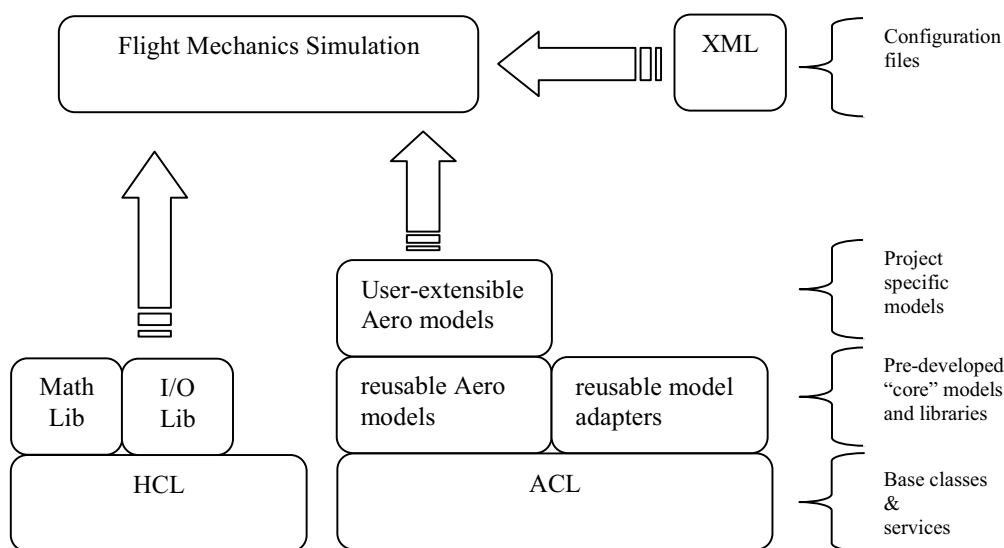 Flight Mechanics Simulation
XML
Configuration
files
Project
specific
models
User-extensible
Aero models
Math
Lib
I/O
Lib
reusable Aero
models
reusable model
adapters
Pre-developed
“core” models
and libraries
HCL
ACL
Base classes
&
services